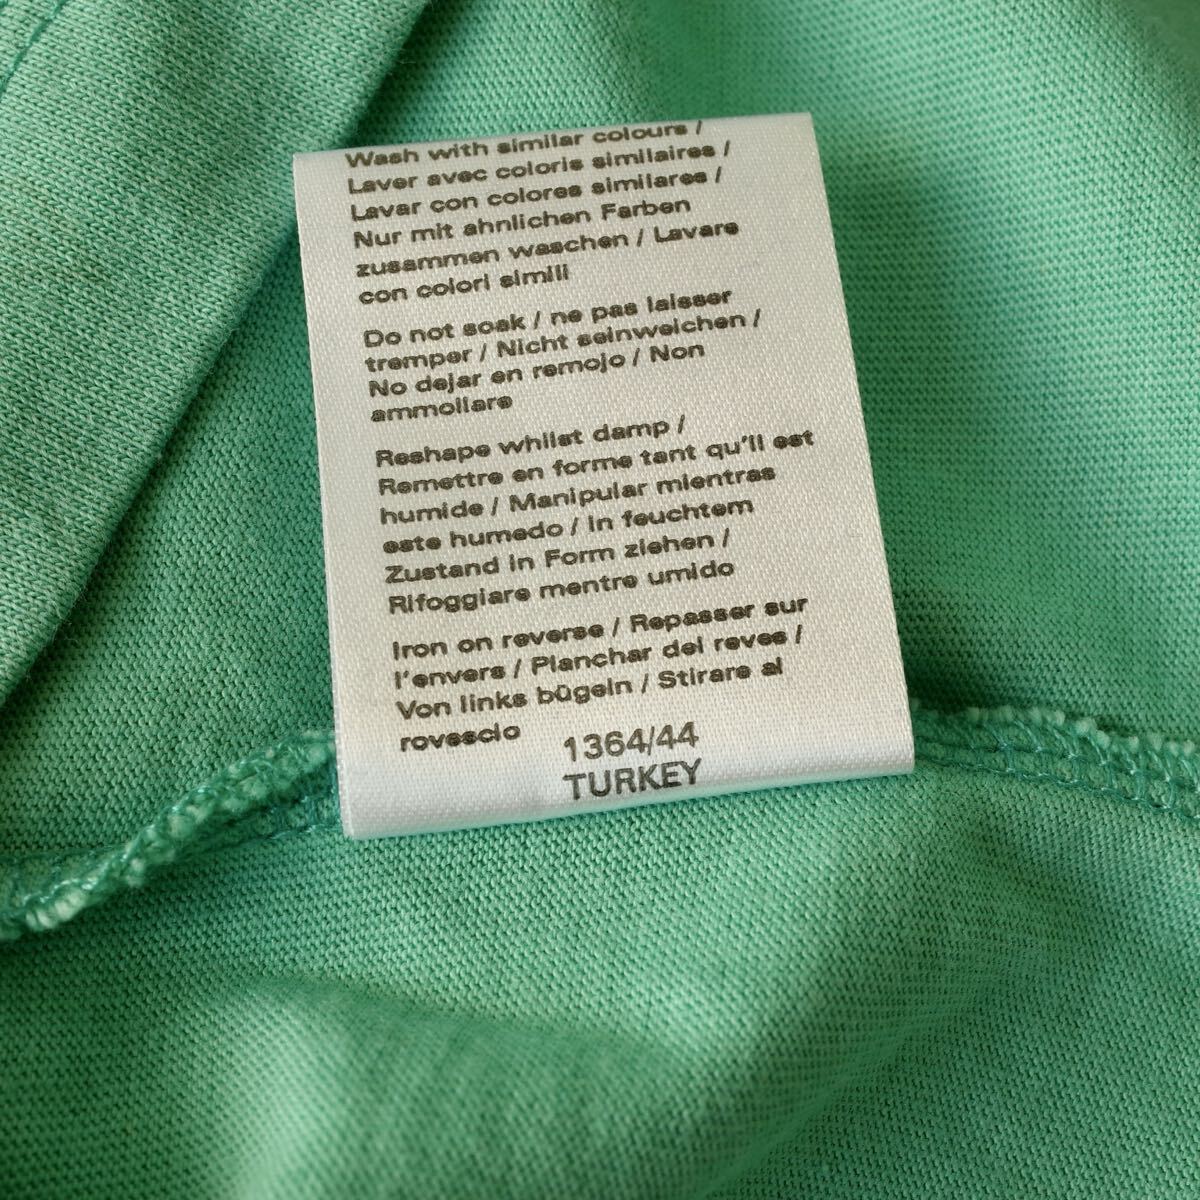 Wash with similar colours /
Laver avec coloris similaires /
Lavar con colores similares /
Nur mit ahnlichen Farben
zusammen waschen / Lavare
con colori simili
Do not soak / ne pas laisser
tremper / Nicht seinweichen /
No dejar en remojo / Non
ammollare
Reshape whilst damp /
Remettre en forme tant qu'il est
humide / Manipular mientras
este humedo / In feuchtem
Zustand in Form ziehen /
Rifoggiare mentre umido
Iron on reverse / Repasser sur
l'envers / Planchar del reves /
Von links bügeln / Stirare al
rovescio
1364/44
TURKEY